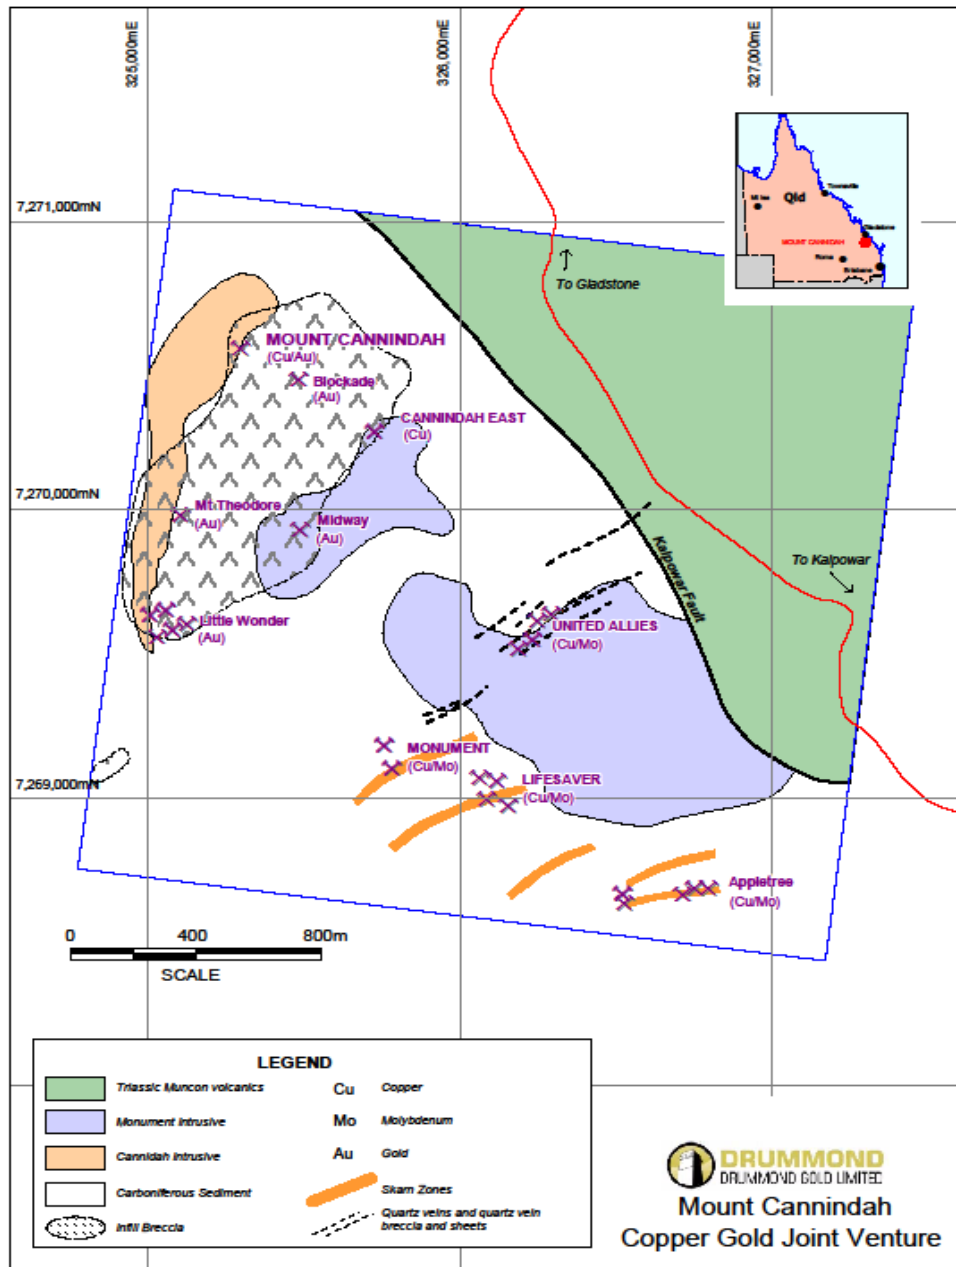 325,000mE
326,000mE
327,000mE
7,271,000mN
7,270,000mN
7,269,000mN
Qld
Townsville
Mt Isa
Gladstone
MOUNT CANNINDAH
Roma
Brisbane
To Gladstone
MOUNT CANNINDAH
(Cu/Au)
Blockade
(Au)
CANNINDAH EAST
(Cu)
Mt Theodore
(Au)
Midway
(Au)
Kalpowar Fault
To Kalpowar
Little Wonder
(Au)
UNITED ALLIES
(Cu/Mo)
MONUMENT
(Cu/Mo)
LIFESAVER
(Cu/Mo)
Appletree
(Cu/Mo)
0 400 800m
SCALE
LEGEND
Triassic Muncon volcanics
Monument Intrusive
Cannidah Intrusive
Carboniferous Sediment
Infill Breccia
Cu Copper
Mo Molybdenum
Au Gold
Skarn Zones
Quartz veins and quartz vein
breccia and sheets
DRUMMOND
DRUMMOND GOLD LIMITED
Mount Cannindah
Copper Gold Joint Venture